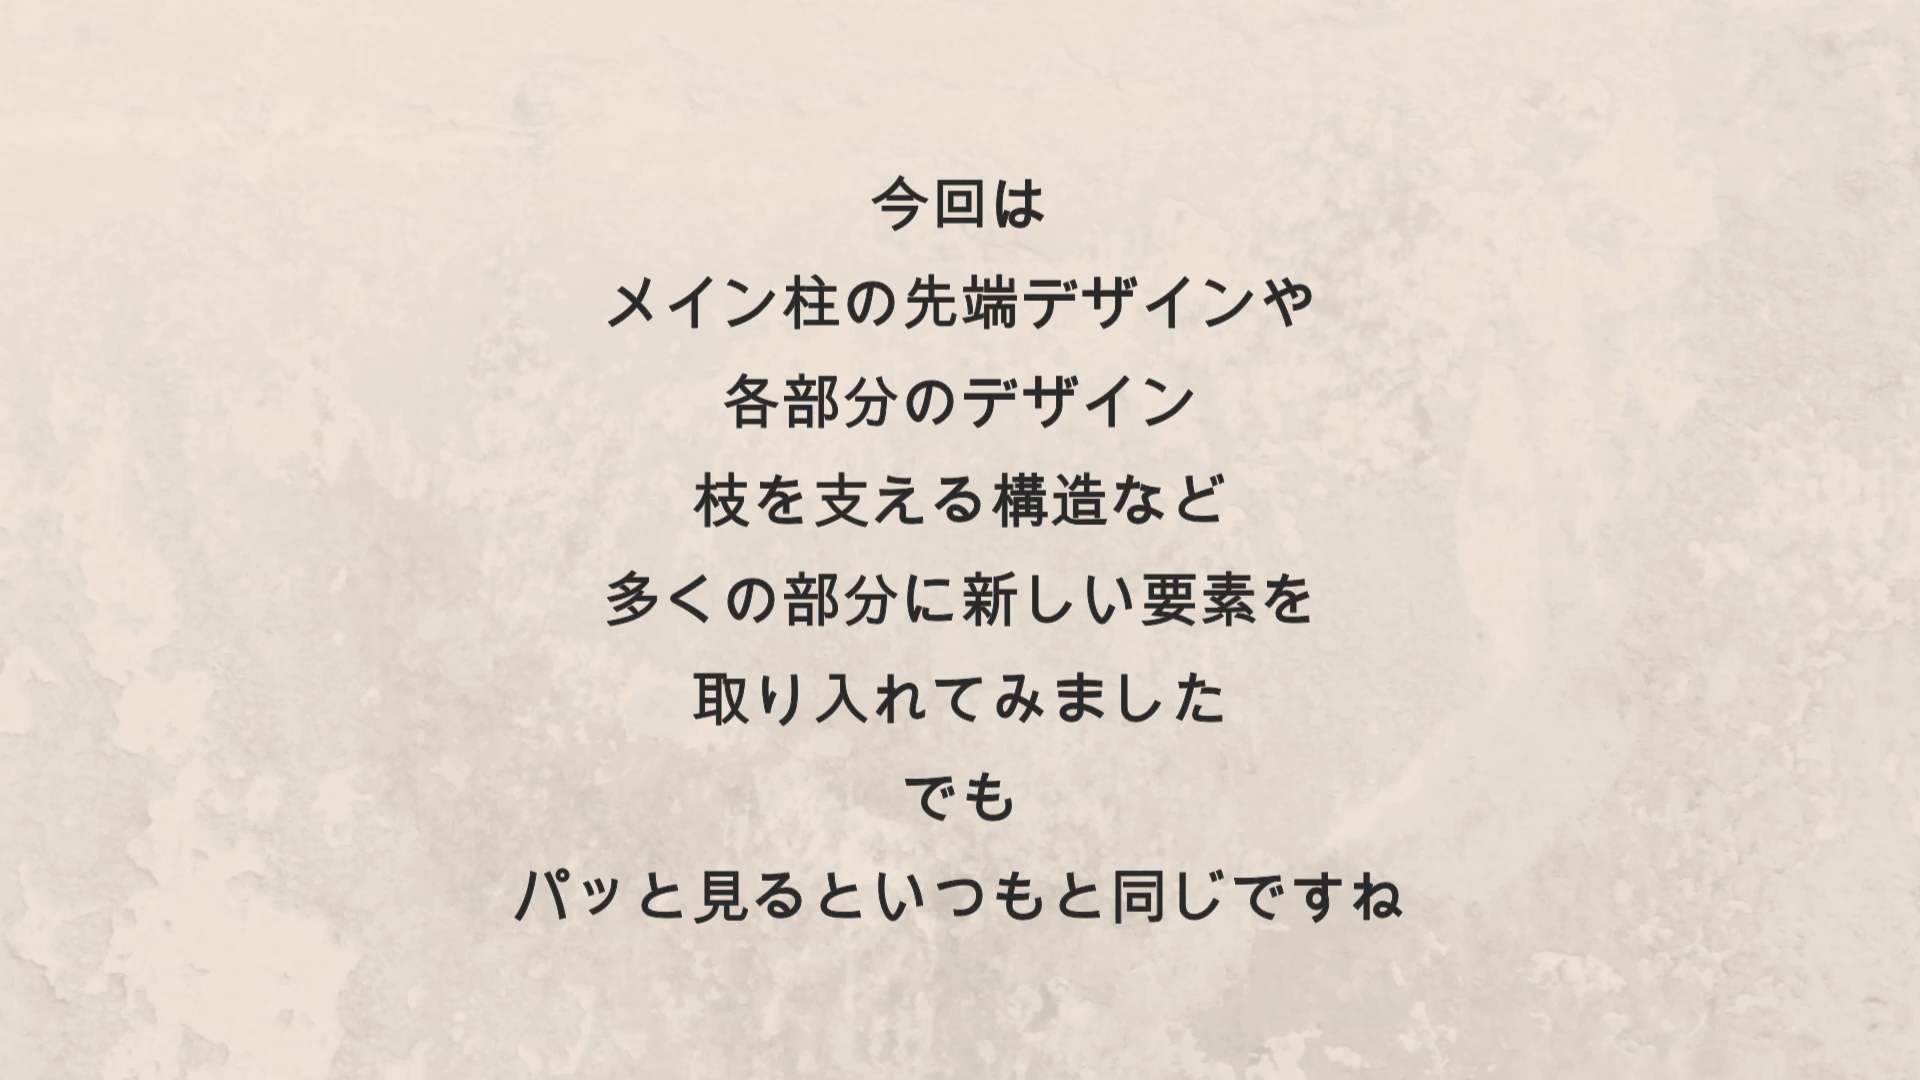 今回は
メイン柱の先端デザインや
各部分のデザイン
枝を支える構造など
多くの部分に新しい要素を
取り入れてみました
でも
パッと見るといつもと同じですね